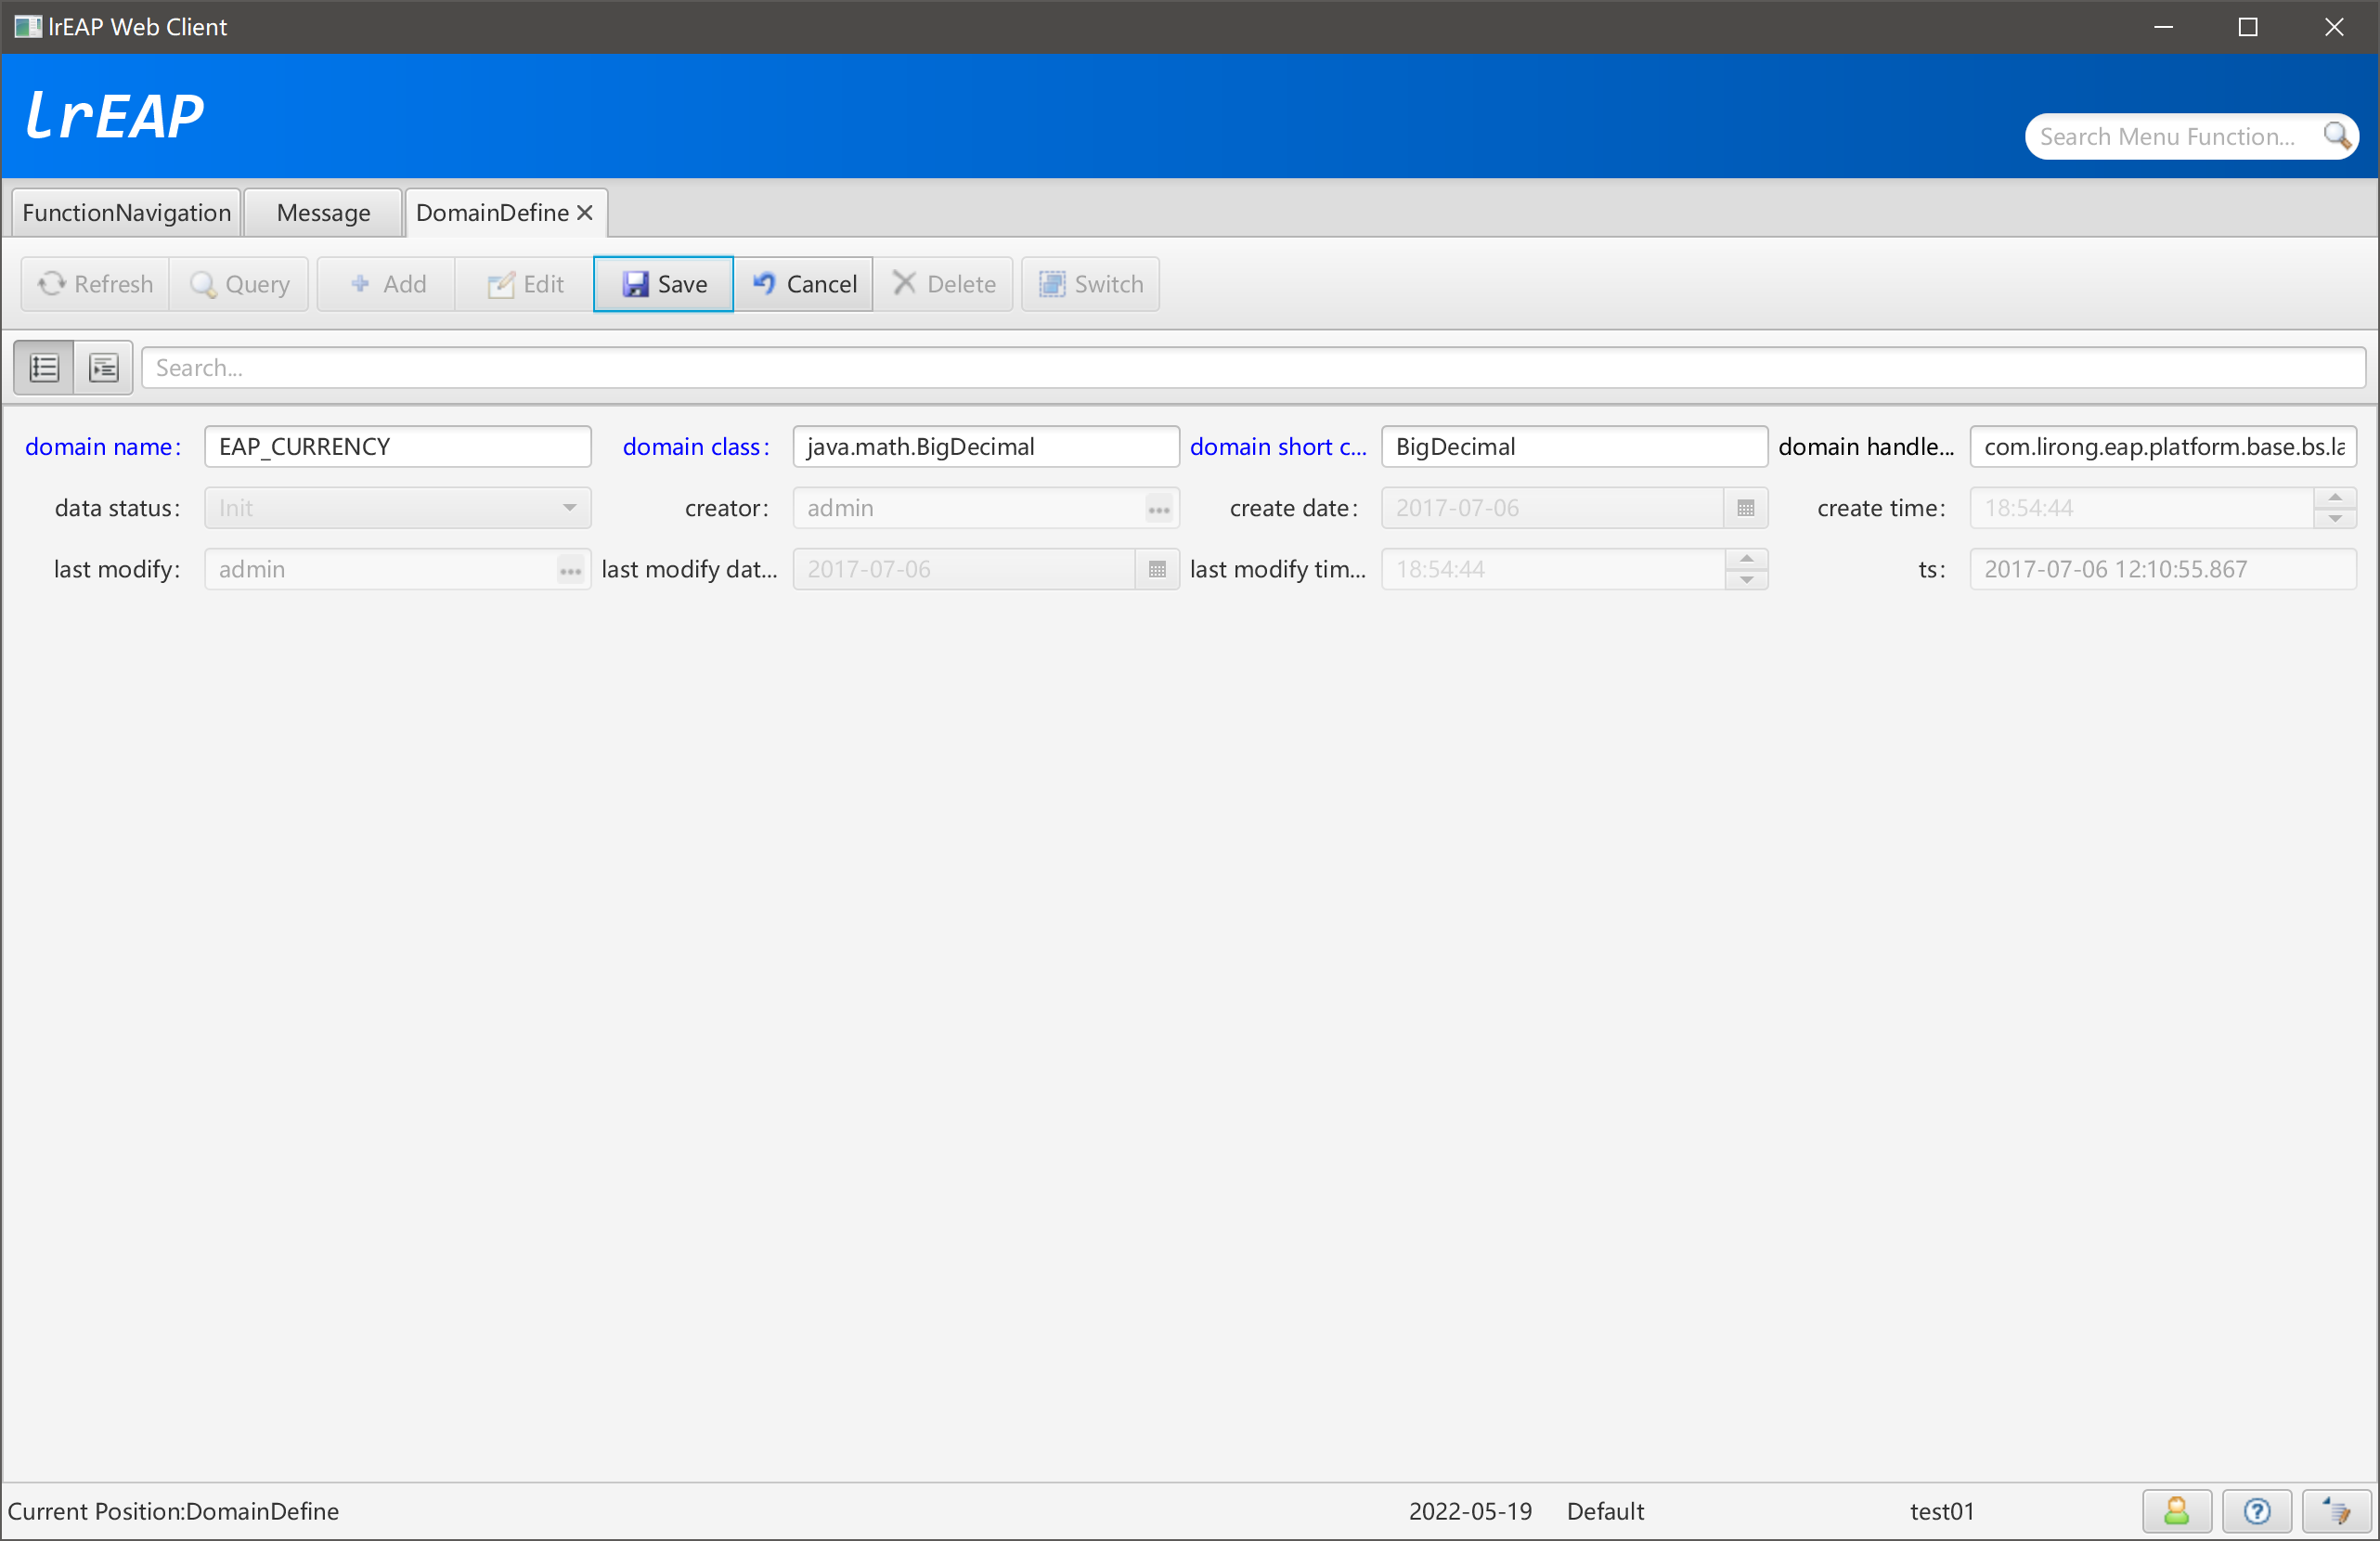 lrEAP Web Client
lrEAP
Search Menu Function...
FunctionNavigation Message DomainDefine
Refresh Query Add Edit Save Cancel Delete Switch
Search...
domain name: EAP_CURRENCY domain class: java.math.BigDecimal domain short c... BigDecimal domain handle... com.lirong.eap.platform.base.bs.la
data status: Init creator: admin create date: 2017-07-06 create time: 18:54:44
last modify: admin last modify dat... 2017-07-06 last modify tim... 18:54:44 ts: 2017-07-06 12:10:55.867
Current Position:DomainDefine 2022-05-19 Default test01